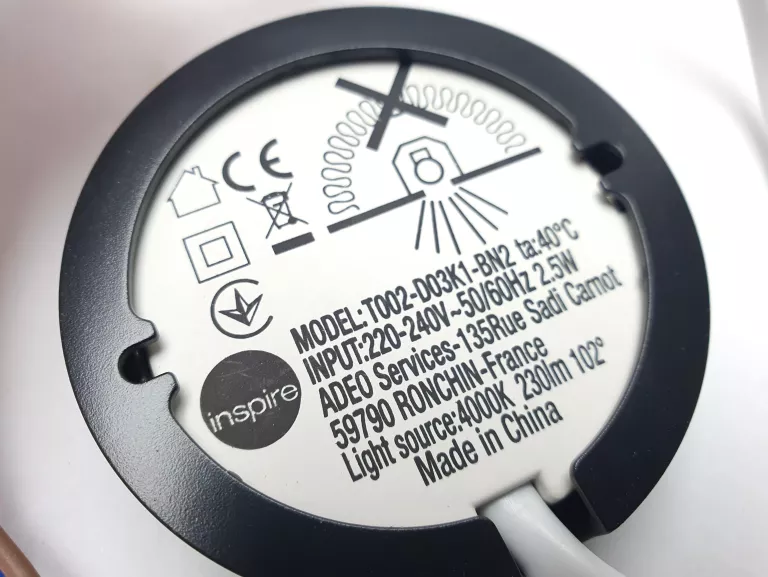 CE
MODEL:T002-D03K1-BN2 ta:40°C
INPUT:220-240V~50/60Hz 2.5W
ADEO Services-135Rue Sadi Carnot
59790 RONCHIN-France
Light source:4000K 230lm 102°
Made in China
inspire